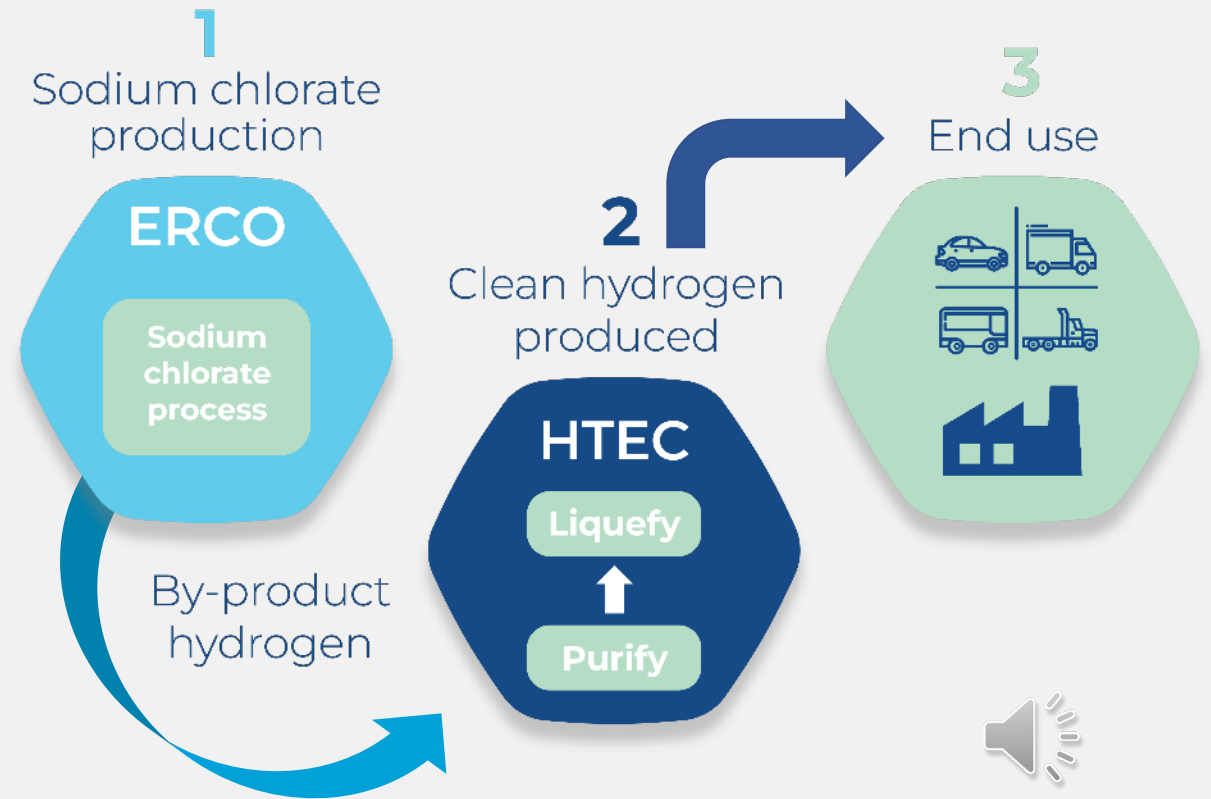 1
Sodium chlorate
production
ERCO
Sodium
chlorate
process
By-product
hydrogen
2
Clean hydrogen
produced
HTEC
Liquefy
Purify
3
End use